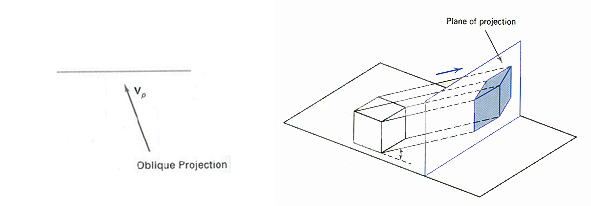 Plane of projection
Vp
Oblique Projection